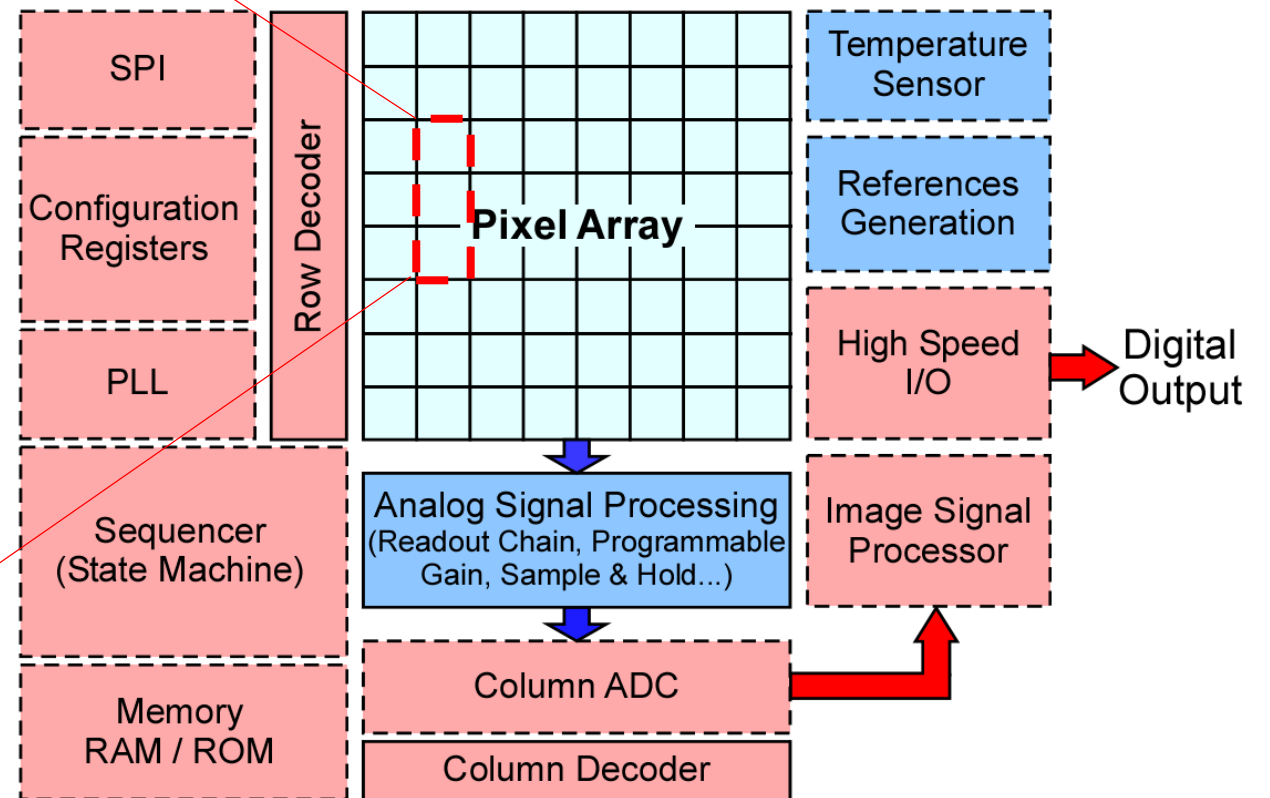 SPI
Configuration
Registers
PLL
Sequencer
(State Machine)
Memory
RAM / ROM
Row Decoder
Pixel Array
Analog Signal Processing
(Readout Chain, Programmable
Gain, Sample & Hold...)
Column ADC
Column Decoder
Temperature
Sensor
References
Generation
High Speed
I/O
Image Signal
Processor
Digital
Output